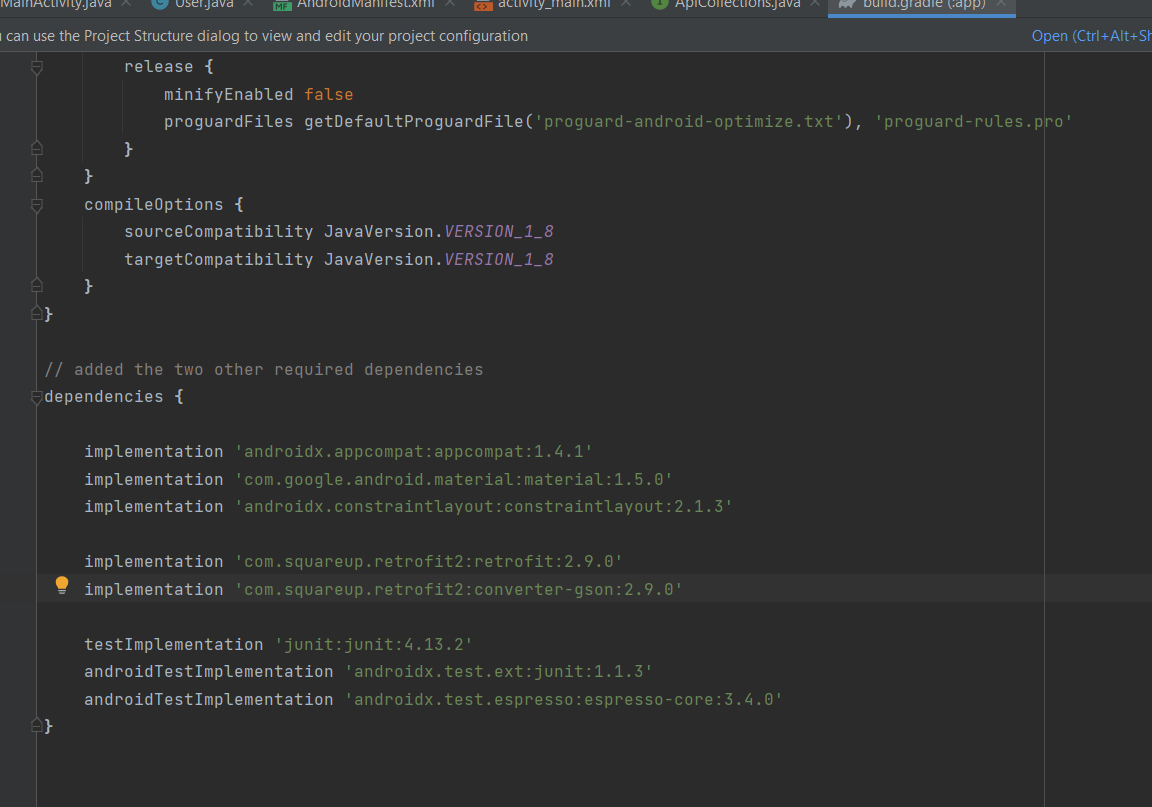 MainActivity.java User.java AndroidManifest.xml activity_main.xml ApiCollections.java build.gradle (:app)
can use the Project Structure dialog to view and edit your project configuration Open (Ctrl+Alt+Sh
release {
minifyEnabled false
proguardFiles getDefaultProguardFile('proguard-android-optimize.txt'), 'proguard-rules.pro'
}
}
compileOptions {
sourceCompatibility JavaVersion.VERSION_1_8
targetCompatibility JavaVersion.VERSION_1_8
}
}
// added the two other required dependencies
dependencies {
implementation 'androidx.appcompat:appcompat:1.4.1'
implementation 'com.google.android.material:material:1.5.0'
implementation 'androidx.constraintlayout:constraintlayout:2.1.3'
implementation 'com.squareup.retrofit2:retrofit:2.9.0'
implementation 'com.squareup.retrofit2:converter-gson:2.9.0'
testImplementation 'junit:junit:4.13.2'
androidTestImplementation 'androidx.test.ext:junit:1.1.3'
androidTestImplementation 'androidx.test.espresso:espresso-core:3.4.0'
}